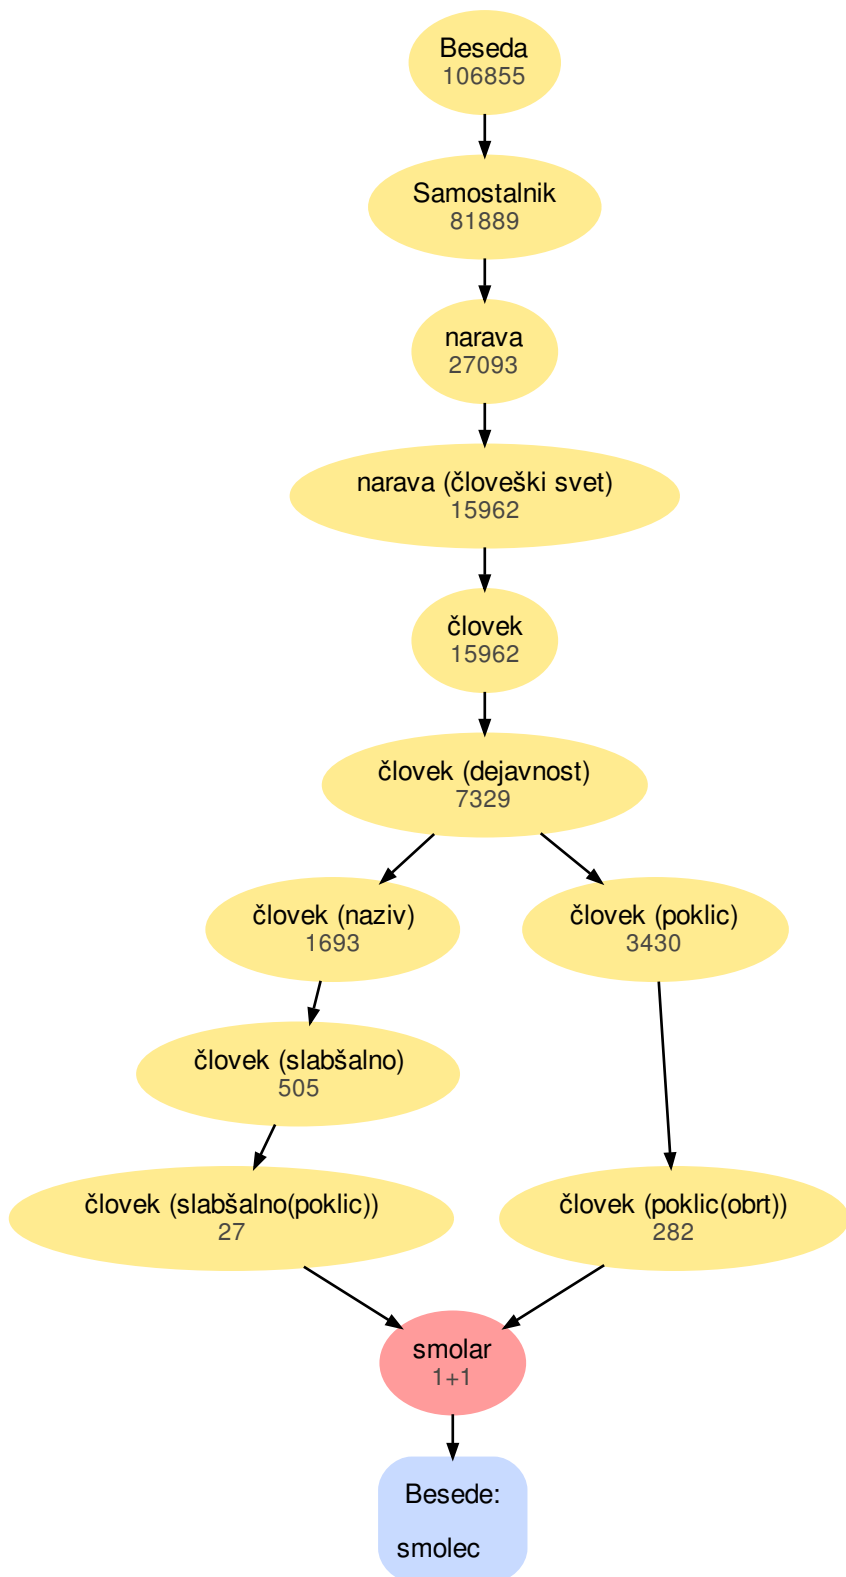 Beseda
106855
Samostalnik
81889
narava
27093
narava (človeški svet)
15962
človek
15962
človek (dejavnost)
7329
človek (naziv)
1693
človek (poklic)
3430
človek (slabšalno)
505
človek (slabšalno(poklic))
27
človek (poklic(obrt))
282
smolar
1+1
Besede:
smolec